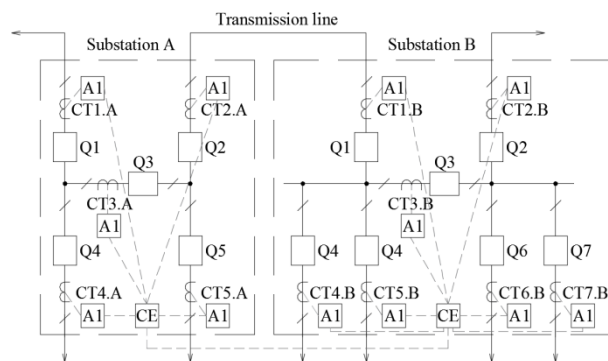 Transmission line
Substation A
Substation B
A1
A1
A1
A1
CT1.A
CT2.A
CT1.B
CT2.B
Q1
Q2
Q1
Q2
Q3
Q3
CT3.A
CT3.B
A1
A1
Q4
Q5
Q4
Q4
Q6
Q7
CT4.A
CT5.A
CT4.B
CT5.B
CT6.B
CT7.B
A1
CE
A1
A1
A1
CE
A1
A1